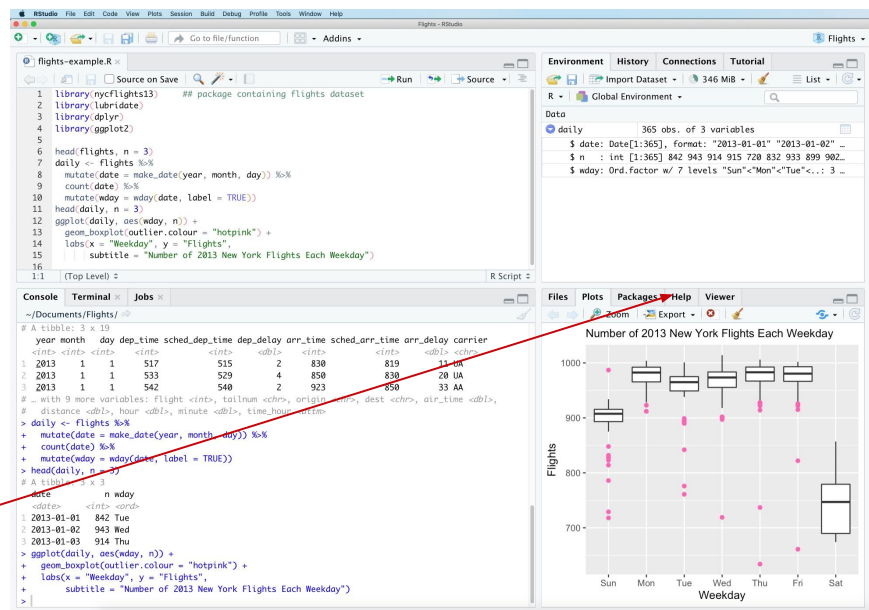 RStudio File Edit Code View Plots Session Build Debug Profile Tools Window Help
Flights - RStudio
Go to file/function Addins Flights
flights-example.R
Source on Save Run Source
1 library(nycflights13) ## package containing flights dataset
2 library(lubridate)
3 library(dplyr)
4 library(ggplot2)
5
6 head(flights, n = 3)
7 daily <- flights %>%
8 mutate(date = make_date(year, month, day)) %>%
9 count(date) %>%
10 mutate(wday = wday(date, label = TRUE))
11 head(daily, n = 3)
12 ggplot(daily, aes(wday, n)) +
13 geom_boxplot(outlier.colour = "hotpink") +
14 labs(x = "Weekday", y = "Flights",
15 subtitle = "Number of 2013 New York Flights Each Weekday")
16
1:1 (Top Level) R Script
Environment History Connections Tutorial
Import Dataset 346 MiB List
R Global Environment
Data
daily 365 obs. of 3 variables
$ date: Date[1:365], format: "2013-01-01" "2013-01-02" …
$ n : int [1:365] 842 943 914 915 720 832 933 899 902…
$ wday: Ord.factor w/ 7 levels "Sun"<"Mon"<"Tue"<..: 3 …
Console Terminal Jobs
~/Documents/Flights/
# A tibble: 3 x 19
year month day dep_time sched_dep_time dep_delay arr_time sched_arr_time arr_delay carrier
<int> <int> <int> <int> <int> <dbl> <int> <int> <dbl> <chr>
1 2013 1 1 517 515 2 830 819 11 UA
2 2013 1 1 533 529 4 850 830 20 UA
3 2013 1 1 542 540 2 923 850 33 AA
# … with 9 more variables: flight <int>, tailnum <chr>, origin <chr>, dest <chr>, air_time <dbl>,
# distance <dbl>, hour <dbl>, minute <dbl>, time_hour <dttm>
> daily <- flights %>%
+ mutate(date = make_date(year, month, day)) %>%
+ count(date) %>%
+ mutate(wday = wday(date, label = TRUE))
> head(daily, n = 3)
# A tibble: 3 x 3
date n wday
<date> <int> <ord>
1 2013-01-01 842 Tue
2 2013-01-02 943 Wed
3 2013-01-03 914 Thu
> ggplot(daily, aes(wday, n)) +
+ geom_boxplot(outlier.colour = "hotpink") +
+ labs(x = "Weekday", y = "Flights",
+ subtitle = "Number of 2013 New York Flights Each Weekday")
>
Files Plots Packages Help Viewer
Zoom Export
Number of 2013 New York Flights Each Weekday
1000
900
800
700
Flights
Sun Mon Tue Wed Thu Fri Sat
Weekday